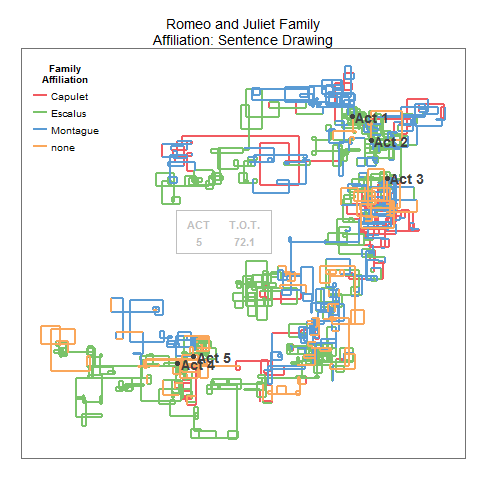 Romeo and Juliet Family
Affiliation: Sentence Drawing
Family
Affiliation
Capulet
Escalus
Montague
none
Act 1
Act 2
Act 3
ACT T.O.T.
5 72.1
Act 5
Act 4